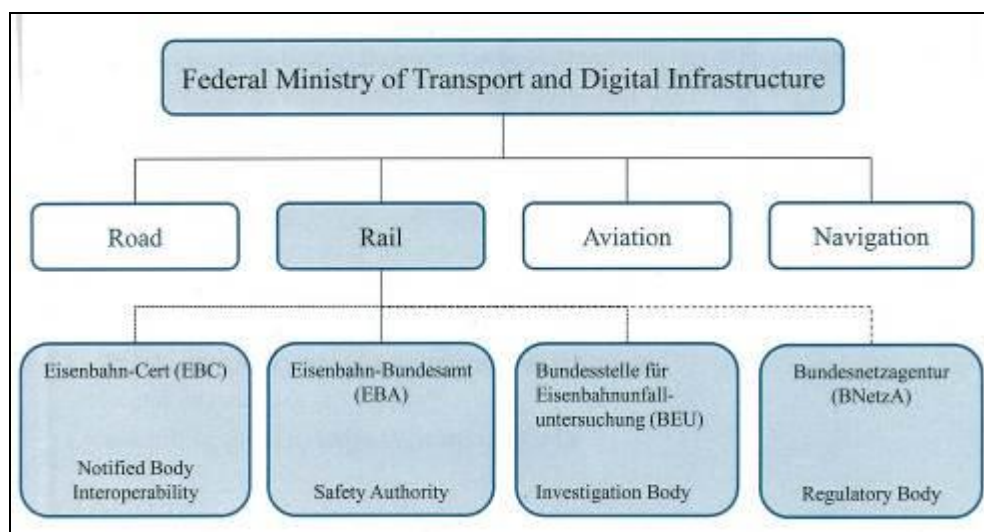 Federal Ministry of Transport and Digital Infrastructure
Road
Rail
Aviation
Navigation
Eisenbahn-Cert (EBC)
Notified Body
Interoperability
Eisenbahn-Bundesamt
(EBA)
Safety Authority
Bundesstelle für
Eisenbahnunfall-
untersuchung (BEU)
Investigation Body
Bundesnetzagentur
(BNetzA)
Regulatory Body